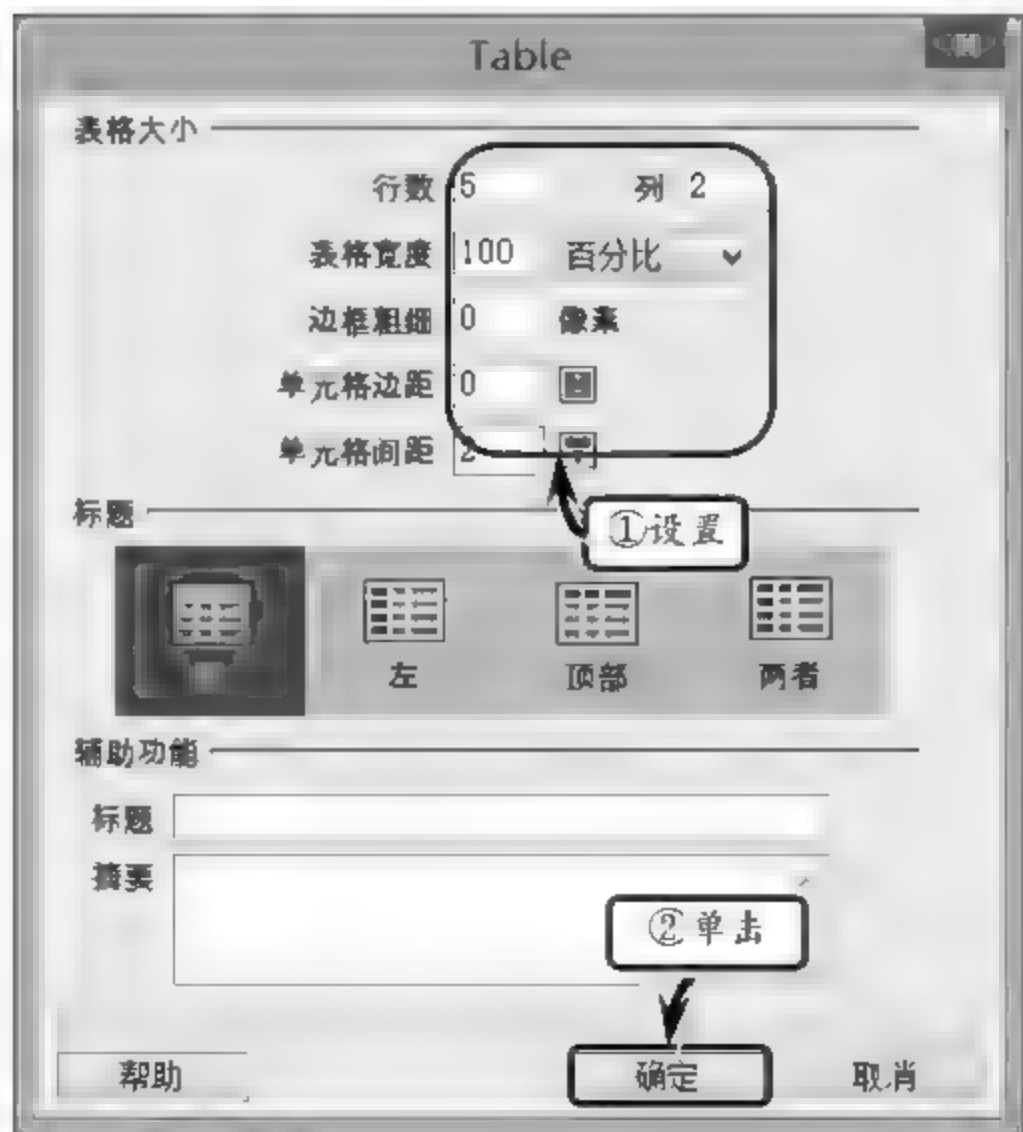 Table
表格大小
行数 5 列 2
表格宽度 100 百分比
边框粗细 0 像素
单元格边距 0
单元格间距 2
标题
①设置
左 顶部 两者
辅助功能
标题
摘要
②单击
帮助 确定 取消